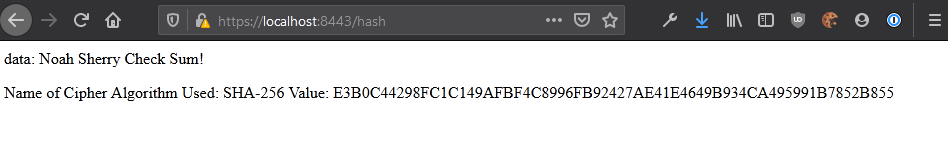 https://localhost:8443/hash
data: Noah Sherry Check Sum!
Name of Cipher Algorithm Used: SHA-256 Value: E3B0C44298FC1C149AFBF4C8996FB92427AE41E4649B934CA495991B7852B855